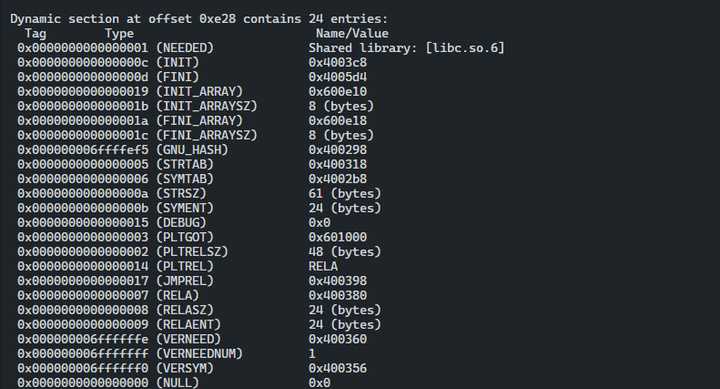 Dynamic section at offset 0xe28 contains 24 entries:
  Tag        Type                         Name/Value
 0x0000000000000001 (NEEDED)             Shared library: [libc.so.6]
 0x000000000000000c (INIT)               0x4003c8
 0x000000000000000d (FINI)               0x4005d4
 0x0000000000000019 (INIT_ARRAY)         0x600e10
 0x000000000000001b (INIT_ARRAYSZ)       8 (bytes)
 0x000000000000001a (FINI_ARRAY)         0x600e18
 0x000000000000001c (FINI_ARRAYSZ)       8 (bytes)
 0x000000006ffffef5 (GNU_HASH)           0x400298
 0x0000000000000005 (STRTAB)             0x400318
 0x0000000000000006 (SYMTAB)             0x4002b8
 0x000000000000000a (STRSZ)              61 (bytes)
 0x000000000000000b (SYMENT)             24 (bytes)
 0x0000000000000015 (DEBUG)              0x0
 0x0000000000000003 (PLTGOT)             0x601000
 0x0000000000000002 (PLTRELSZ)           48 (bytes)
 0x0000000000000014 (PLTREL)             RELA
 0x0000000000000017 (JMPREL)             0x400398
 0x0000000000000007 (RELA)               0x400380
 0x0000000000000008 (RELASZ)             24 (bytes)
 0x0000000000000009 (RELAENT)            24 (bytes)
 0x000000006ffffffe (VERNEED)            0x400360
 0x000000006fffffff (VERNEEDNUM)         1
 0x000000006ffffff0 (VERSYM)             0x400356
 0x0000000000000000 (NULL)               0x0